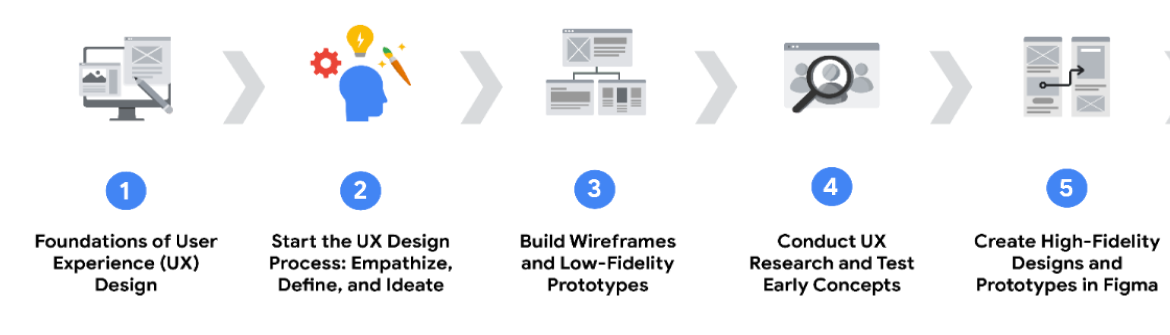 1
Foundations of User
Experience (UX)
Design
2
Start the UX Design
Process: Empathize,
Define, and Ideate
3
Build Wireframes
and Low-Fidelity
Prototypes
4
Conduct UX
Research and Test
Early Concepts
5
Create High-Fidelity
Designs and
Prototypes in Figma